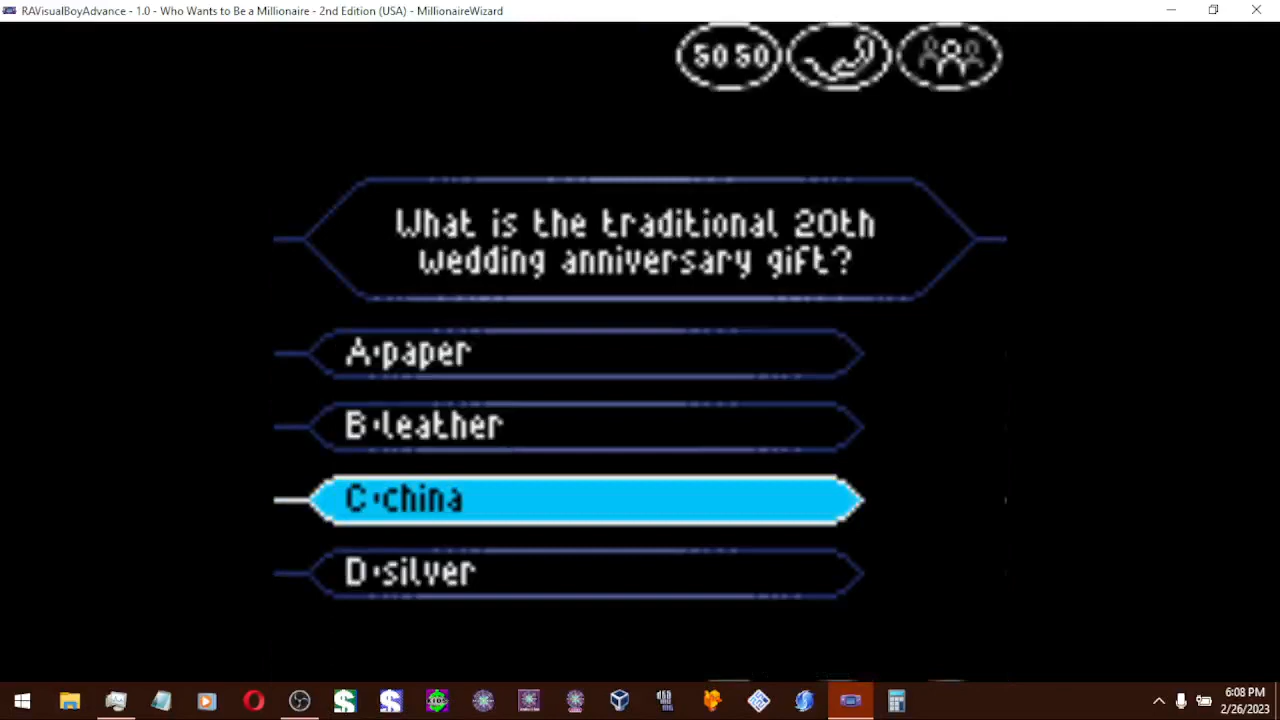 RAVisualBoyAdvance - 1.0 - Who Wants to Be a Millionaire - 2nd Edition (USA) - MillionaireWizard
50 50
What is the traditional 20th
wedding anniversary gift?
A•paper
B•leather
C•china
D•silver
6:08 PM
2/26/2023